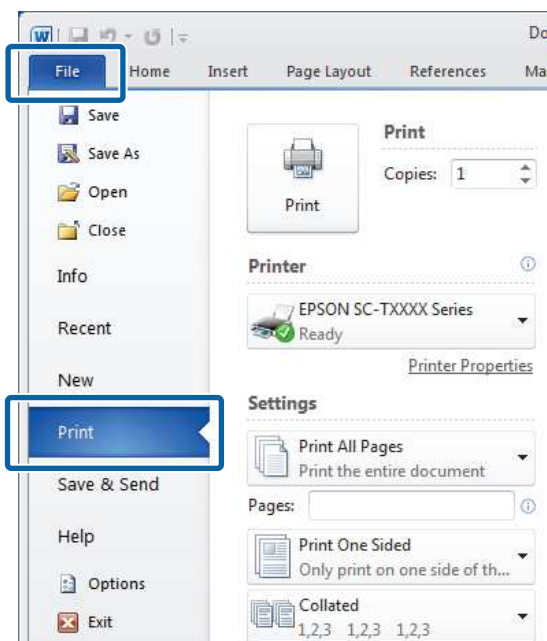 W
Do
File Home Insert Page Layout References Ma
Save
Save As
Open
Close
Info
Recent
New
Print
Save & Send
Help
Options
Exit
Print
Print
Copies: 1
Printer
EPSON SC-TXXXX Series
Ready
Printer Properties
Settings
Print All Pages
Print the entire document
Pages:
Print One Sided
Only print on one side of th...
Collated
1,2,3 1,2,3 1,2,3